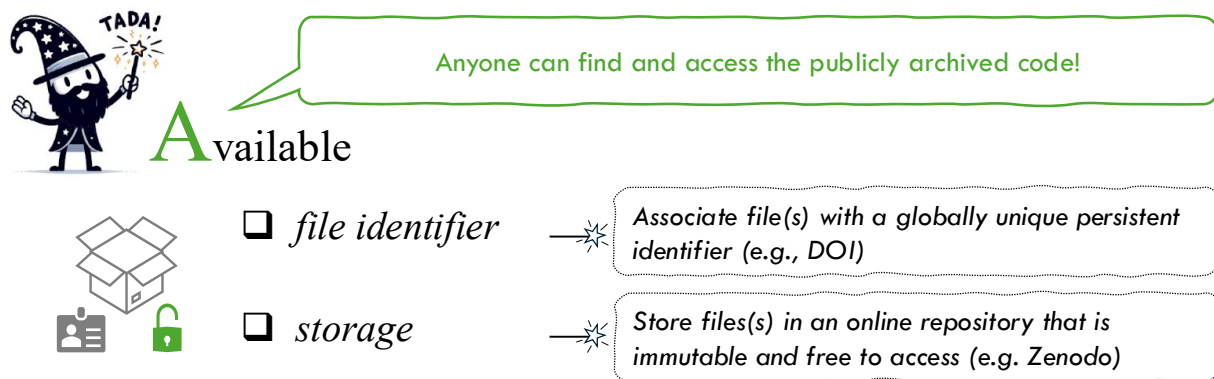 TADA!
Anyone can find and access the publicly archived code!
Available
❑ file identifier
Associate file(s) with a globally unique persistent
identifier (e.g., DOI)
❑ storage
Store files(s) in an online repository that is
immutable and free to access (e.g. Zenodo)